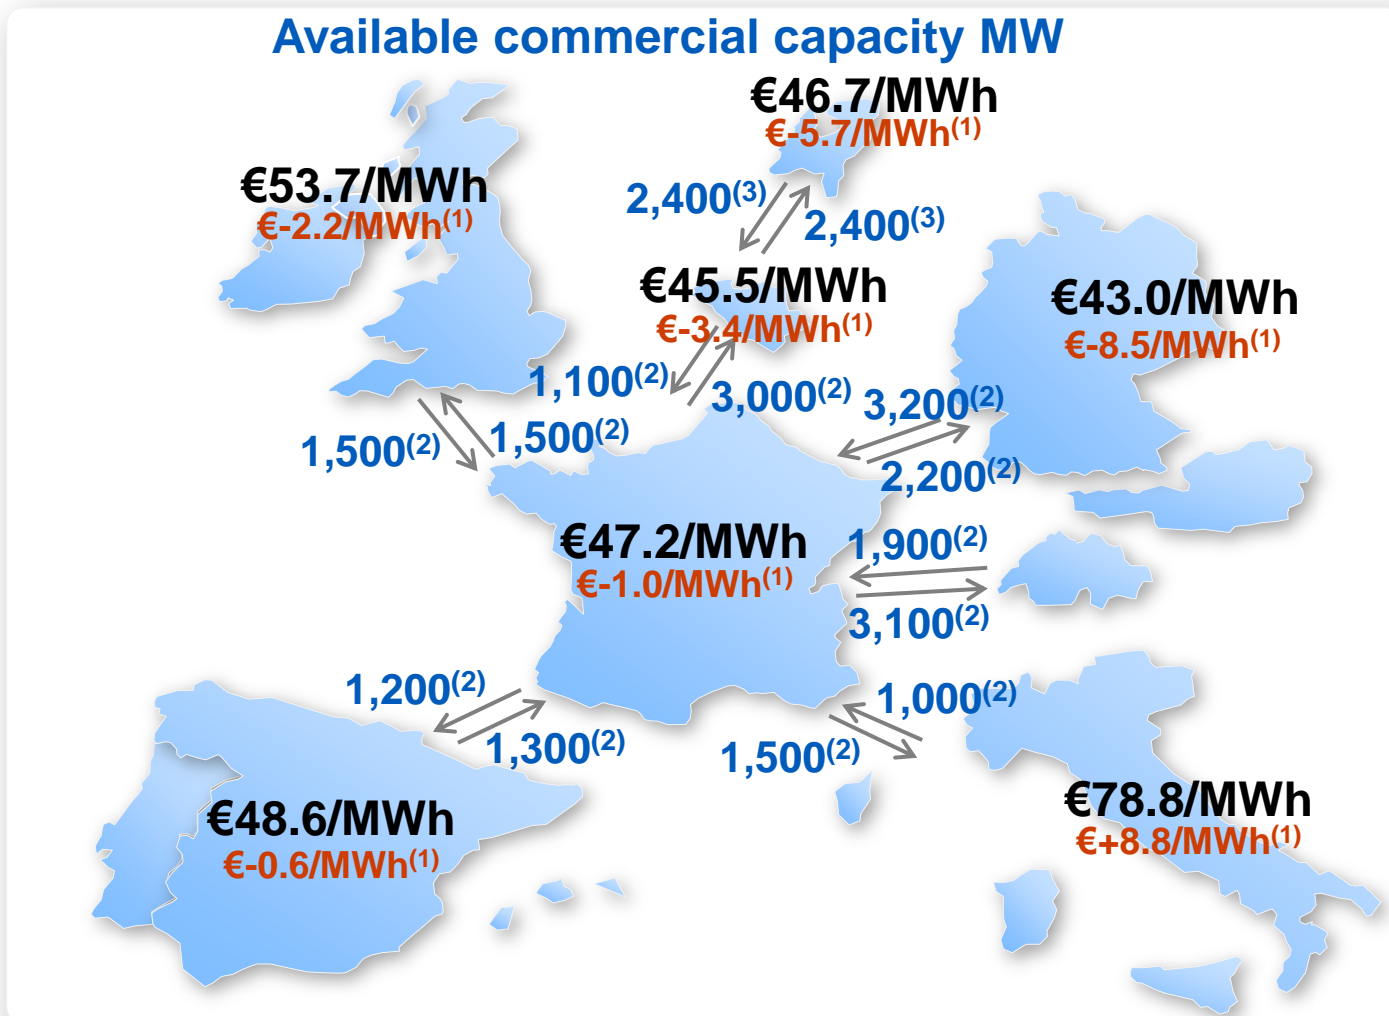 Available commercial capacity MW
€46.7/MWh
€-5.7/MWh(1)
€53.7/MWh
€-2.2/MWh(1)
2,400(3)
2,400(3)
€45.5/MWh
€-3.4/MWh(1)
€43.0/MWh
€-8.5/MWh(1)
1,100(2)
3,000(2)
3,200(2)
1,500(2)
1,500(2)
2,200(2)
€47.2/MWh
€-1.0/MWh(1)
1,900(2)
3,100(2)
1,200(2)
1,300(2)
1,000(2)
1,500(2)
€48.6/MWh
€-0.6/MWh(1)
€78.8/MWh
€+8.8/MWh(1)